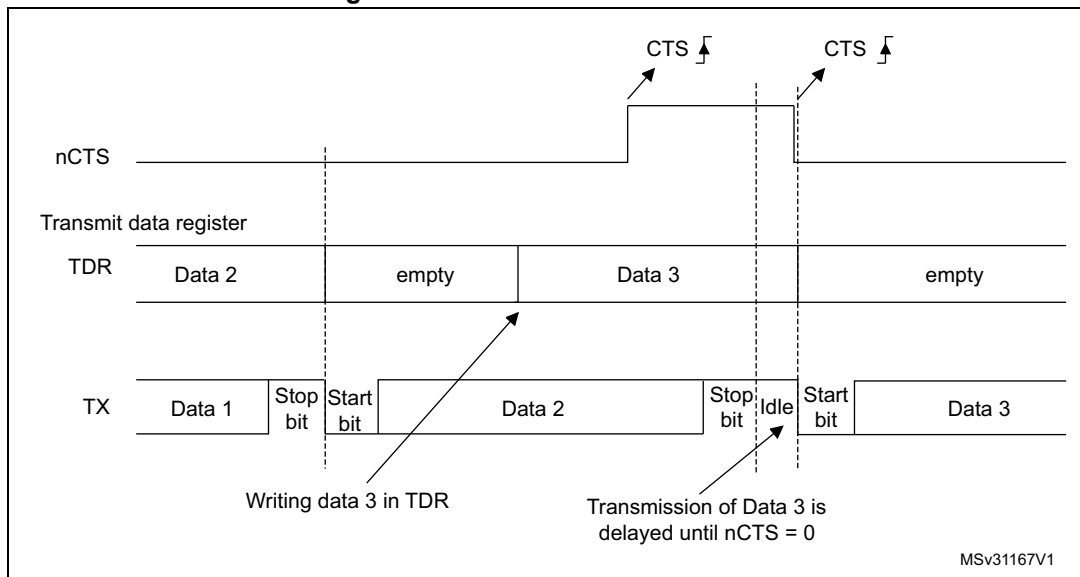 CTS CTS
nCTS
Transmit data register
TDR Data 2 empty Data 3 empty
TX Data 1 Stop bit Start bit Data 2 Stop bit Idle Start bit Data 3
Writing data 3 in TDR
Transmission of Data 3 is
delayed until nCTS = 0
MSv31167V1